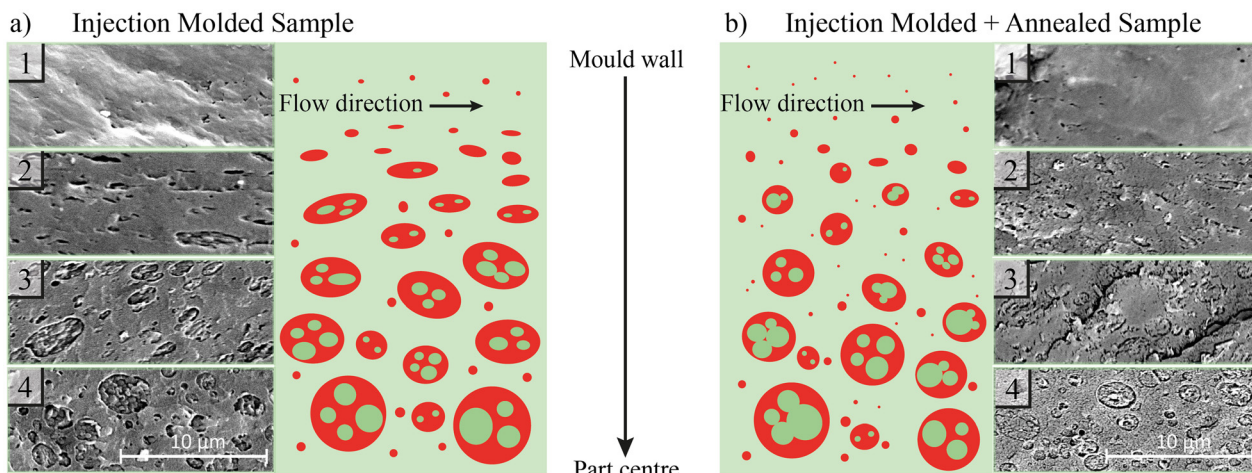 a) Injection Molded Sample
1
2
3
4
10 μm
Flow direction
Mould wall
Part centre
b) Injection Molded + Annealed Sample
Flow direction
1
2
3
4
10 μm